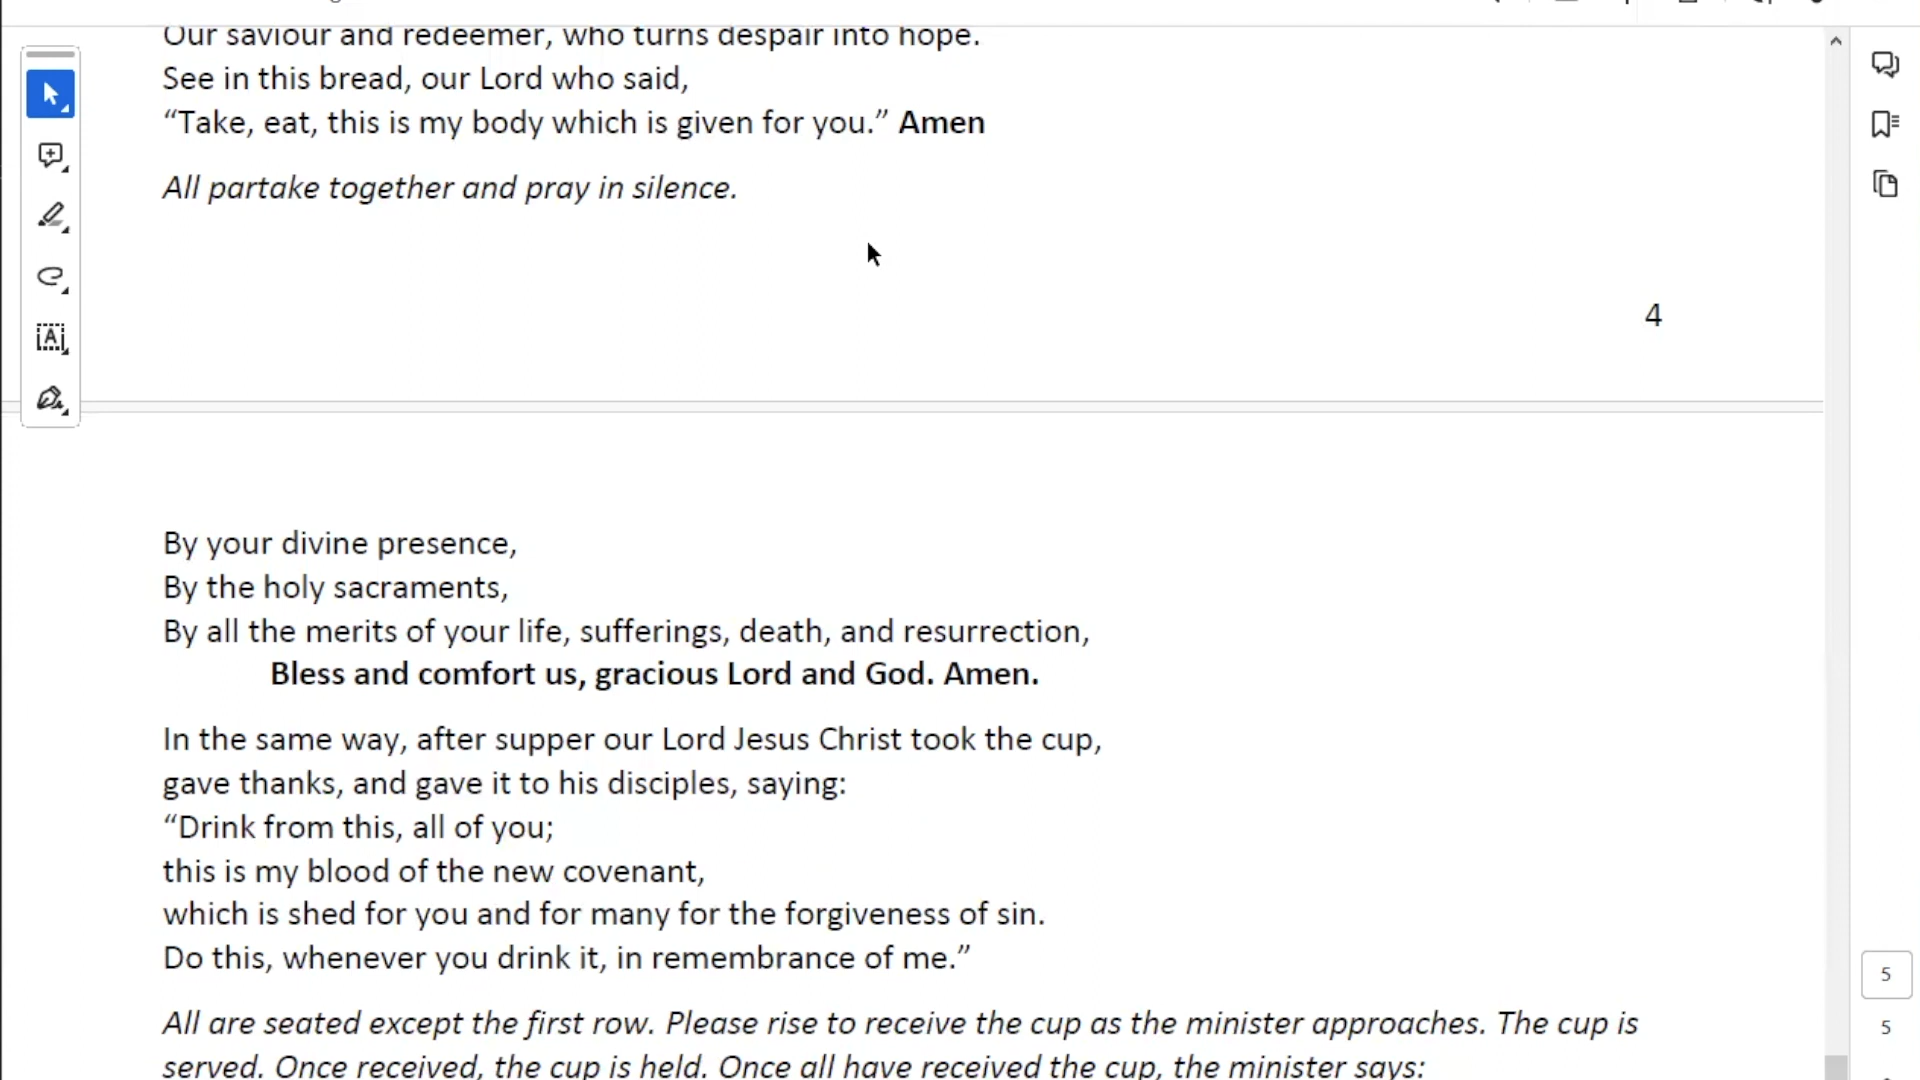 Our saviour and redeemer, who turns despair into hope.
See in this bread, our Lord who said,
“Take, eat, this is my body which is given for you.” Amen
All partake together and pray in silence.
4
By your divine presence,
By the holy sacraments,
By all the merits of your life, sufferings, death, and resurrection,
Bless and comfort us, gracious Lord and God. Amen.
In the same way, after supper our Lord Jesus Christ took the cup,
gave thanks, and gave it to his disciples, saying:
“Drink from this, all of you;
this is my blood of the new covenant,
which is shed for you and for many for the forgiveness of sin.
Do this, whenever you drink it, in remembrance of me.”
All are seated except the first row. Please rise to receive the cup as the minister approaches. The cup is
served. Once received, the cup is held. Once all have received the cup, the minister says:
5
5